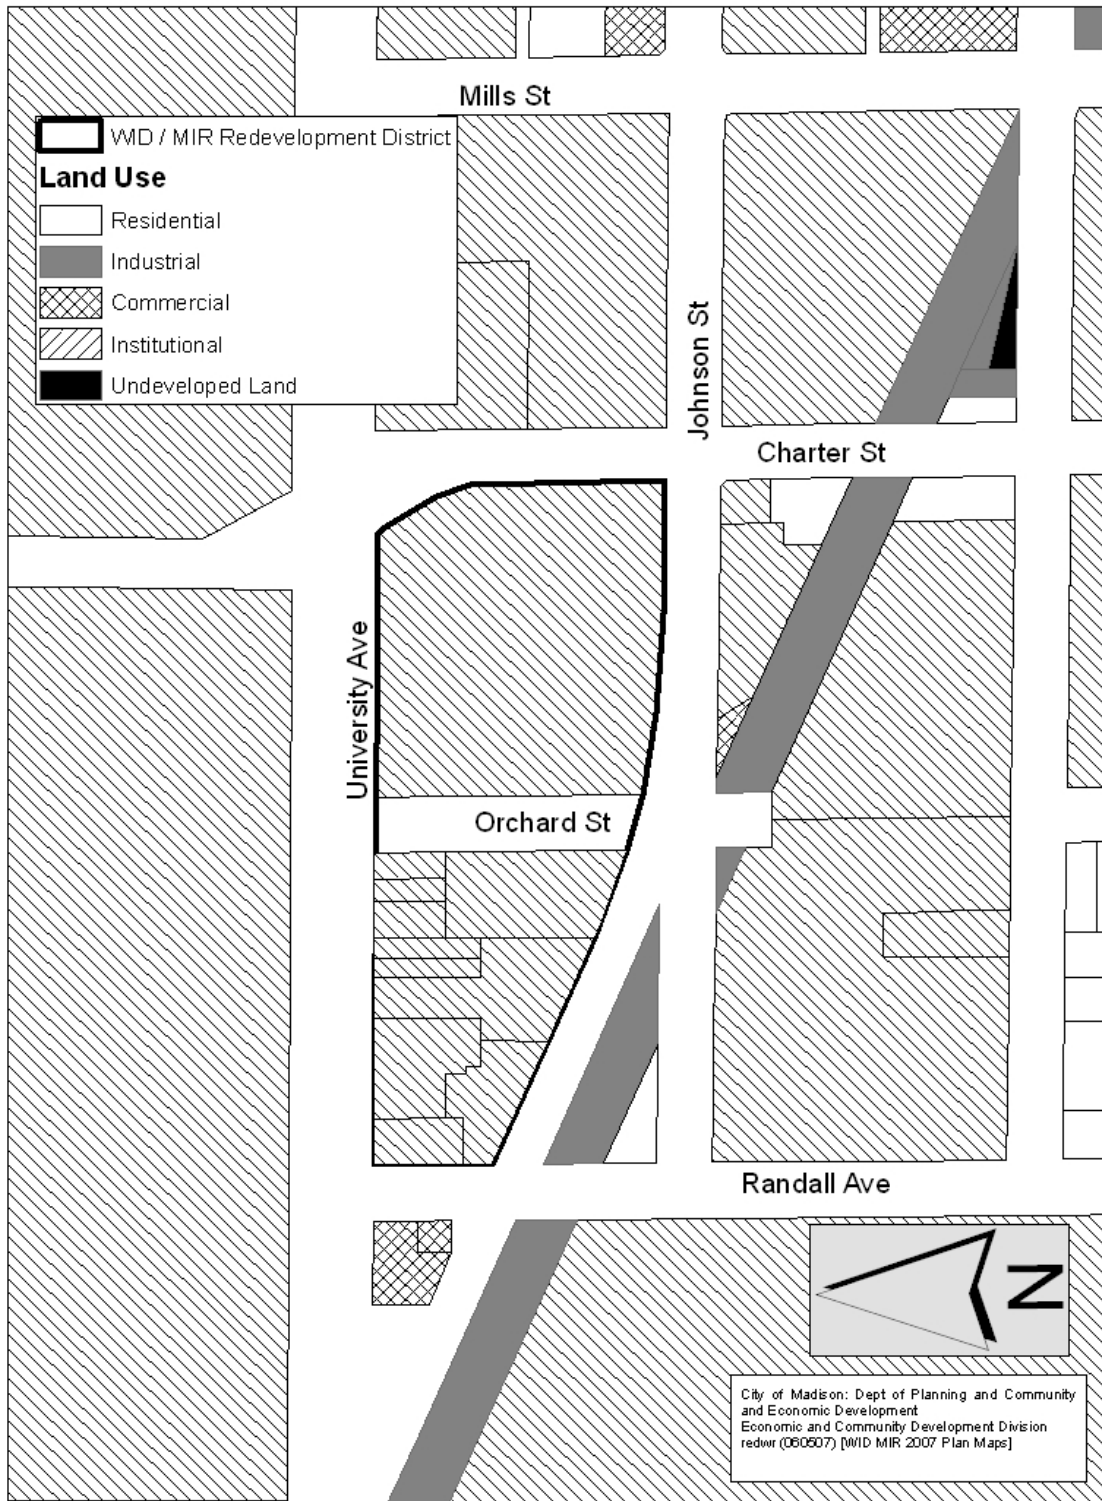 Mills St
WID / MIR Redevelopment District
Land Use
Residential
Industrial
Commercial
Institutional
Undeveloped Land
Johnson St
Charter St
University Ave
Orchard St
Randall Ave
N
City of Madison: Dept of Planning and Community
and Economic Development
Economic and Community Development Division
redwr (060507) [WID MIR 2007 Plan Maps]